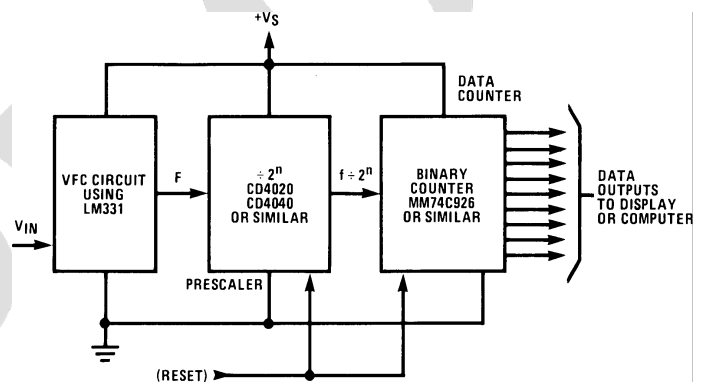 +VS
DATA
COUNTER
VFC CIRCUIT
USING
LM331
F
÷ 2n
CD4020
CD4040
OR SIMILAR
f ÷ 2n
BINARY
COUNTER
MM74C926
OR SIMILAR
DATA
OUTPUTS
TO DISPLAY
OR COMPUTER
VIN
PRESCALER
(RESET)